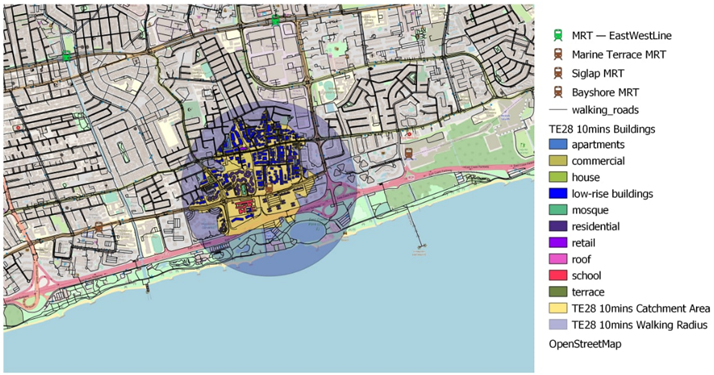 MRT — EastWestLine
Marine Terrace MRT
Siglap MRT
Bayshore MRT
walking_roads
TE28 10mins Buildings
apartments
commercial
house
low-rise buildings
mosque
residential
retail
roof
school
terrace
TE28 10mins Catchment Area
TE28 10mins Walking Radius
OpenStreetMap